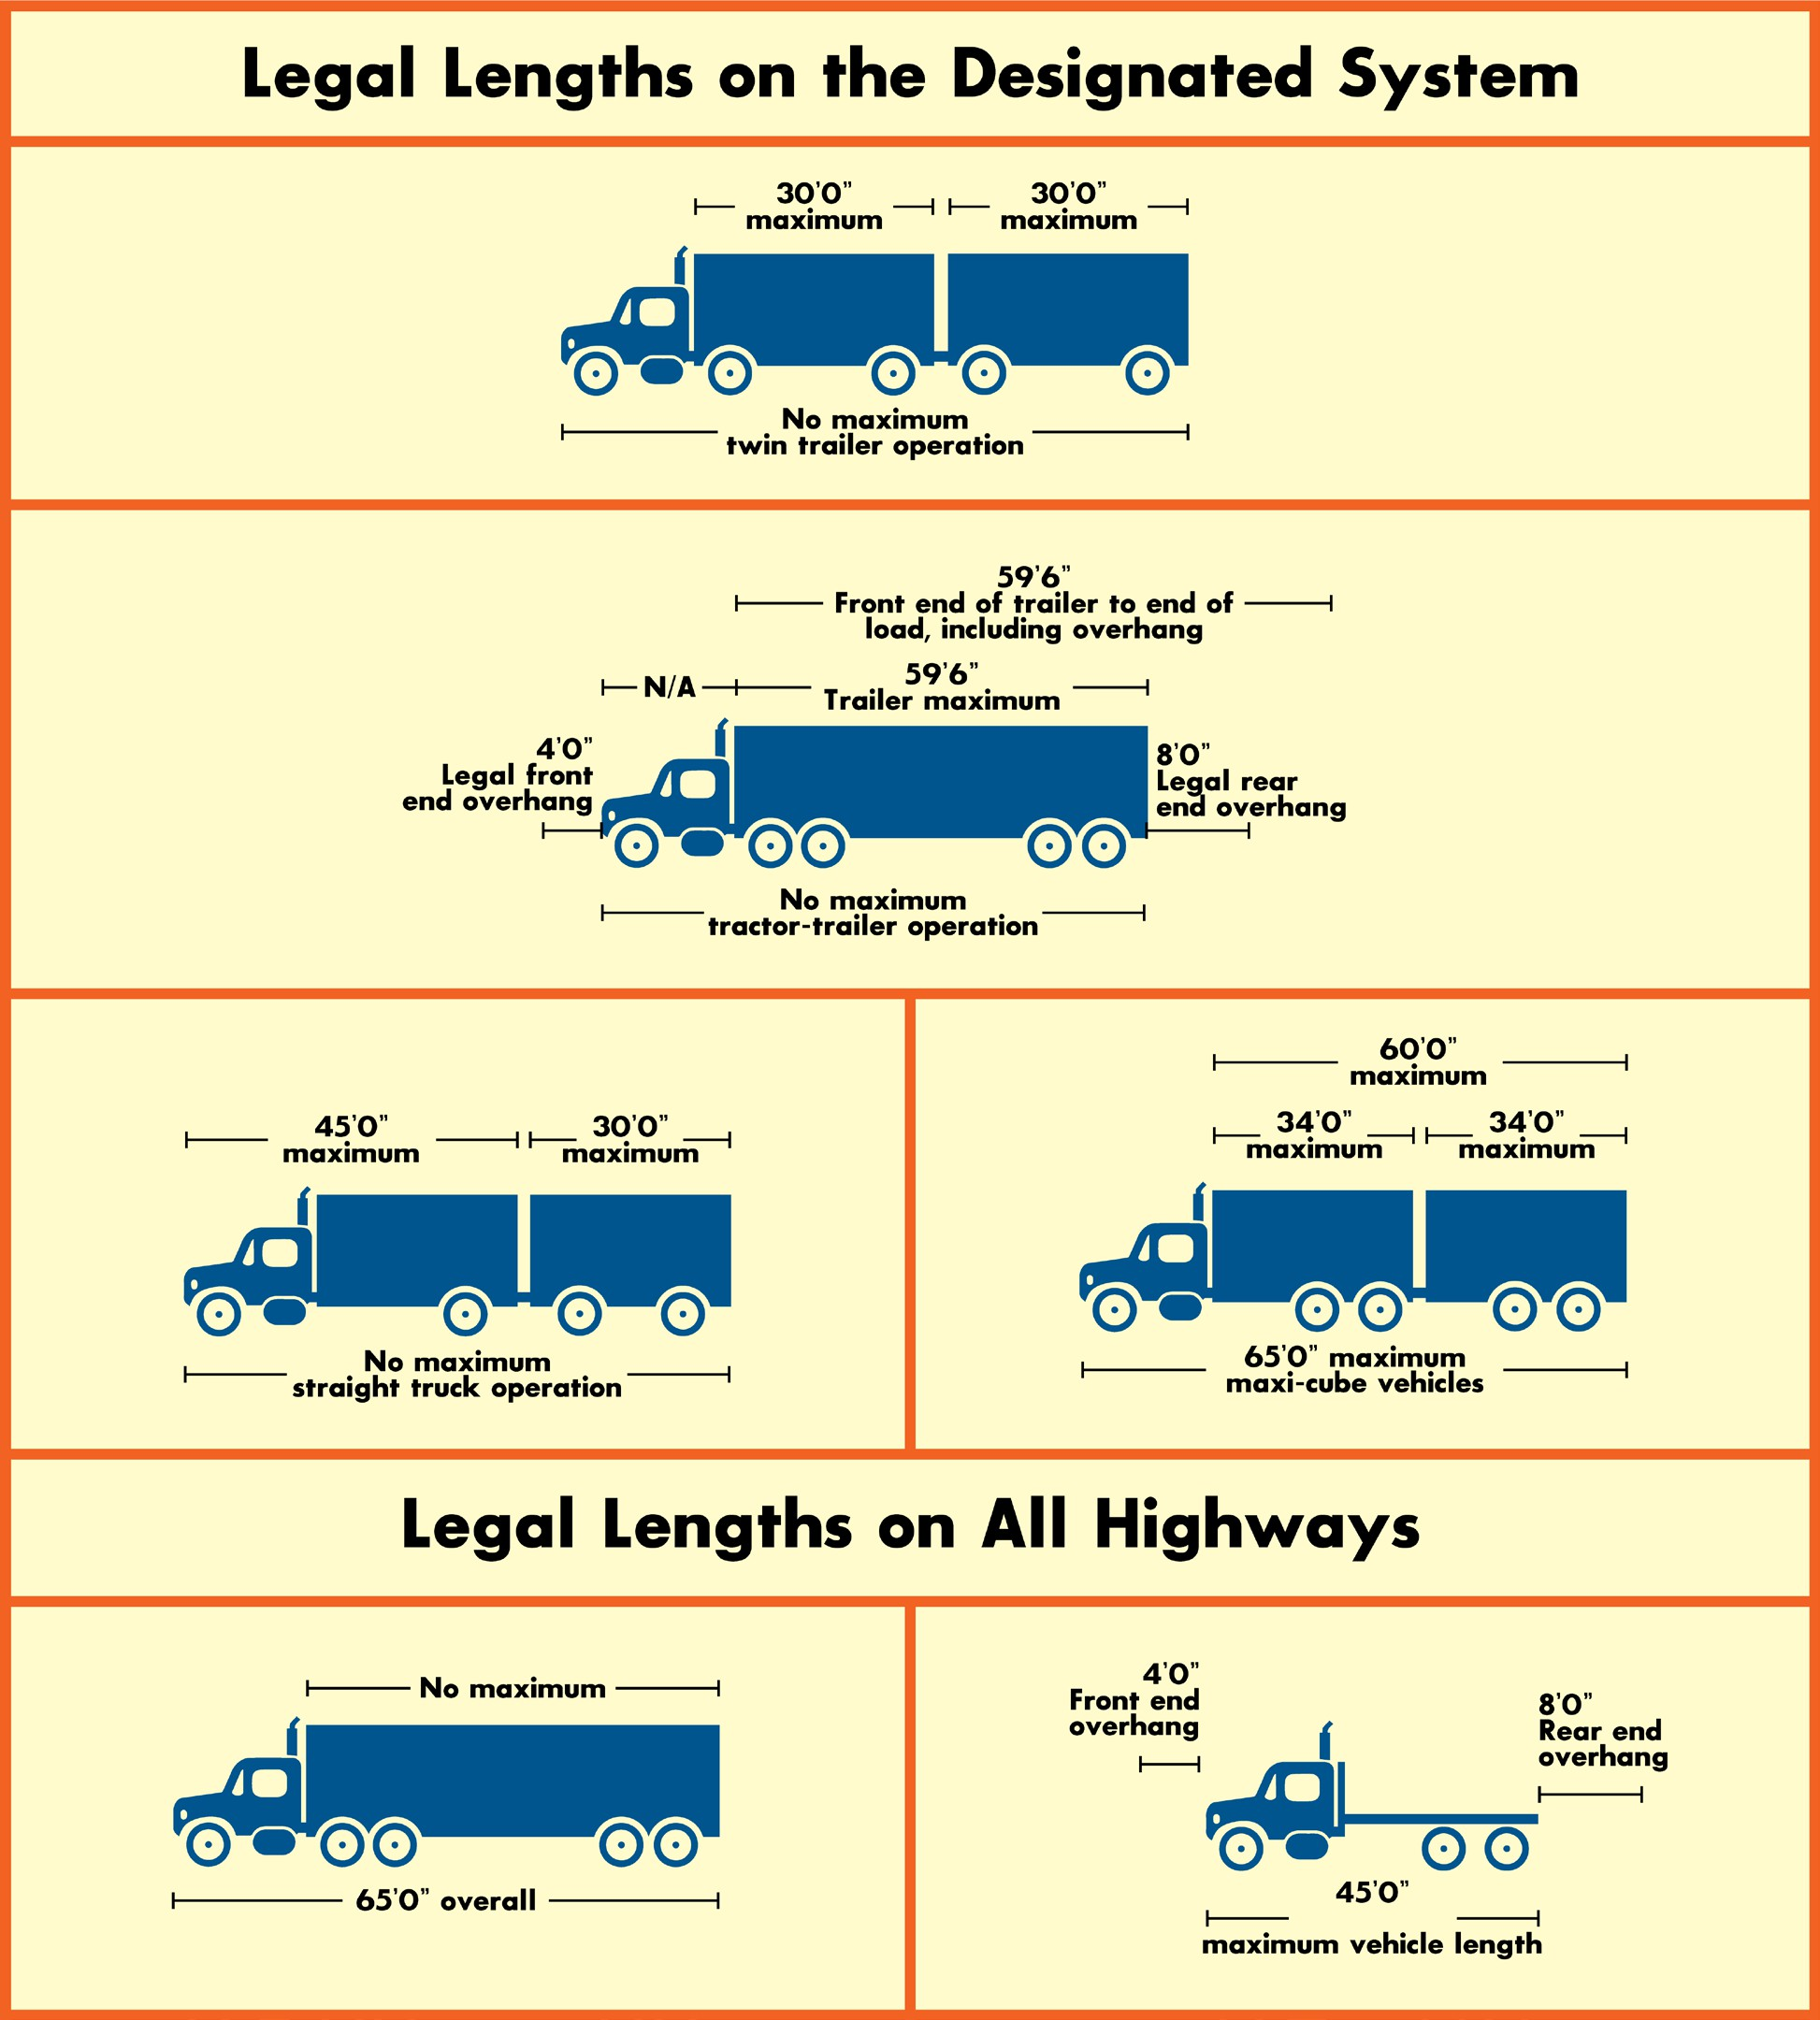 Legal Lengths on the Designated System
30'0”
maximum
30'0”
maximum
No maximum
twin trailer operation
59'6”
Front end of trailer to end of
load, including overhang
N/A
59'6”
Trailer maximum
4'0”
Legal front
end overhang
8'0”
Legal rear
end overhang
No maximum
tractor-trailer operation
45'0”
maximum
30'0”
maximum
No maximum
straight truck operation
60'0”
maximum
34'0”
maximum
34'0”
maximum
65'0” maximum
maxi-cube vehicles
Legal Lengths on All Highways
No maximum
65'0” overall
4'0”
Front end
overhang
8'0”
Rear end
overhang
45'0”
maximum vehicle length